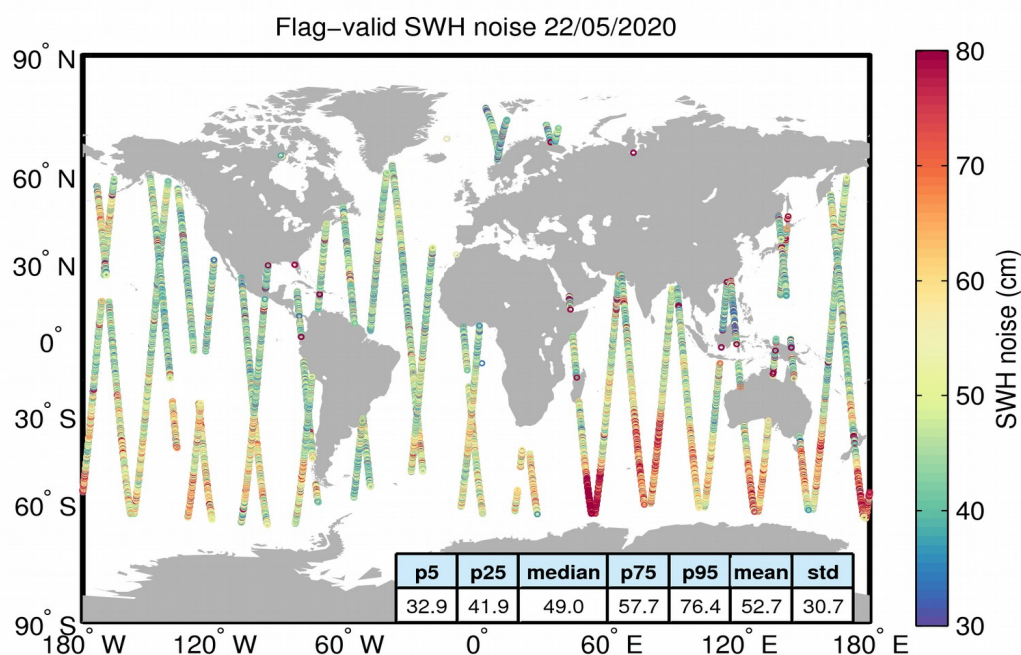 Flag−valid SWH noise 22/05/2020
90° N
60° N
30° N
0°
30° S
60° S
90° S
180° W
120° W
60° W
0°
60° E
120° E
180° E
80
70
60
50
40
30
SWH noise (cm)
p5 p25 median p75 p95 mean std
32.9 41.9 49.0 57.7 76.4 52.7 30.7